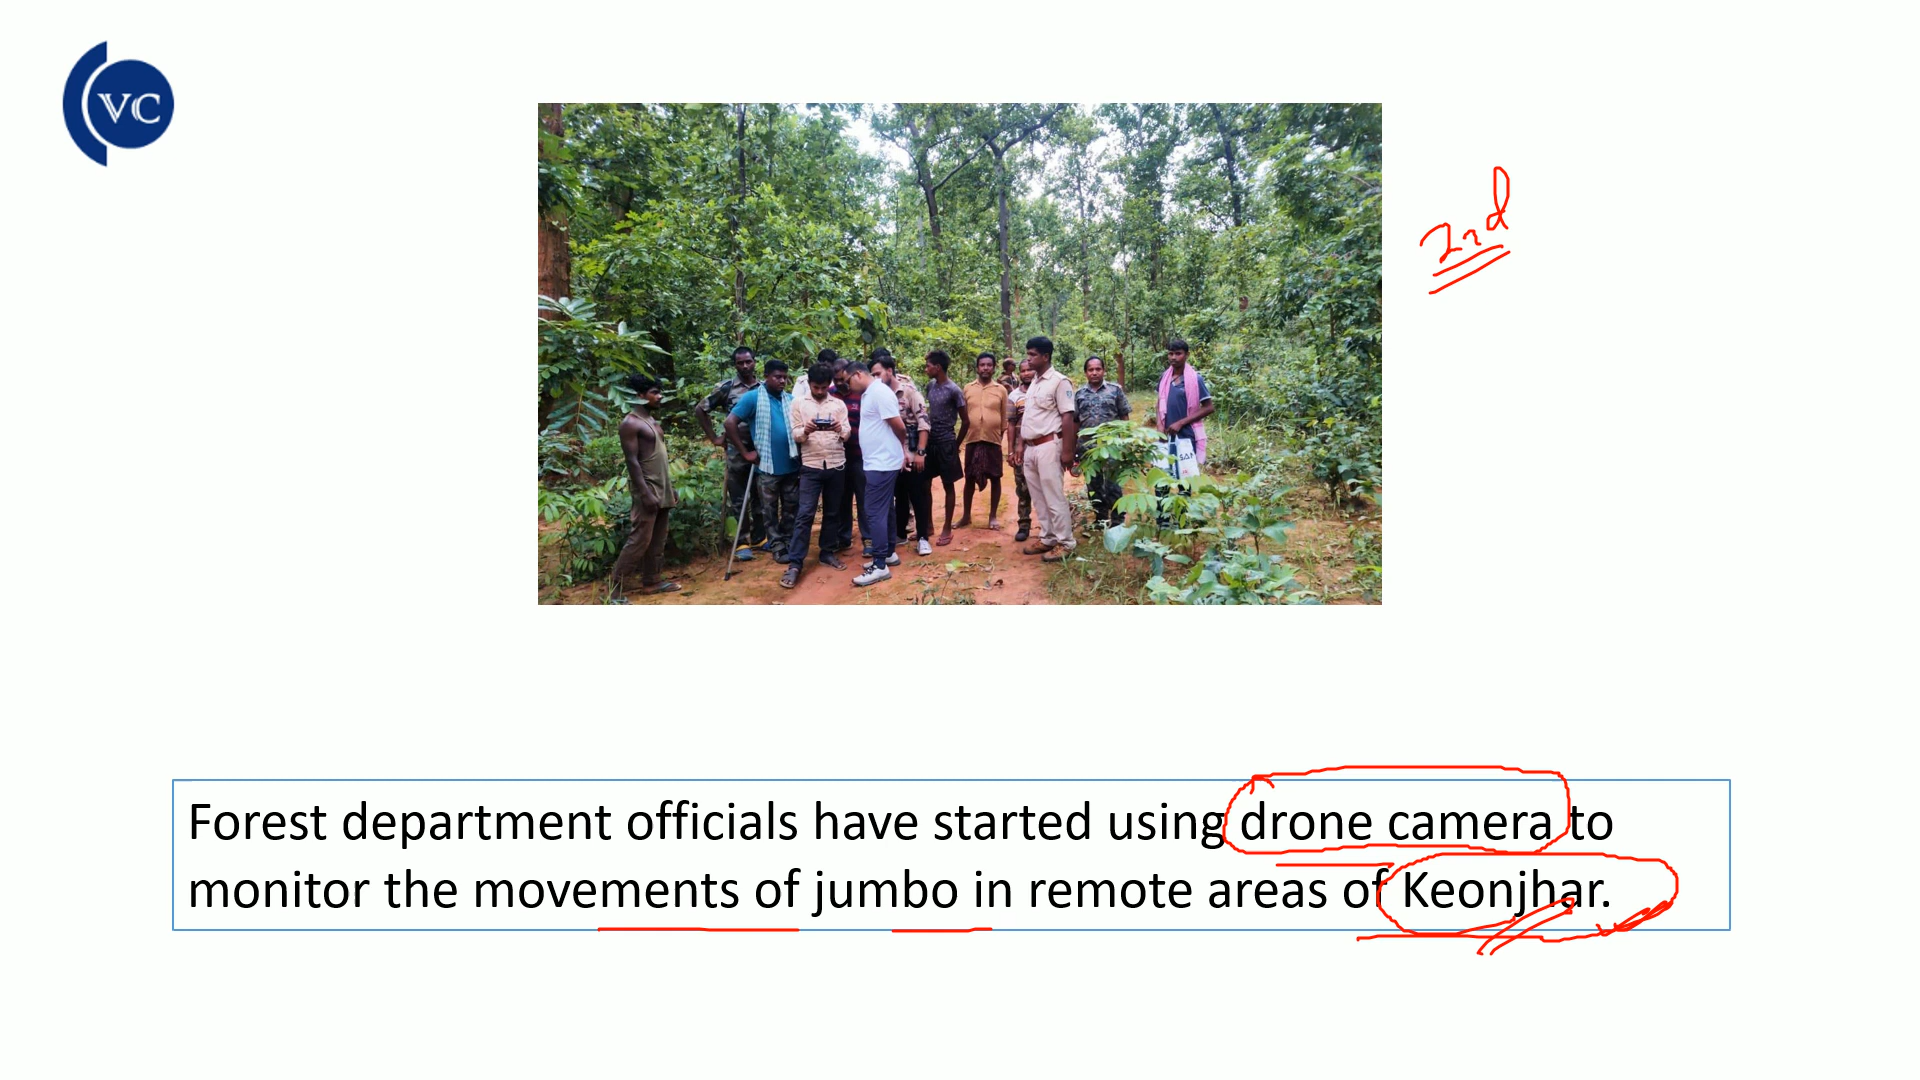 VC
2nd
SAM
Forest department officials have started using drone camera to
monitor the movements of jumbo in remote areas of Keonjhar.